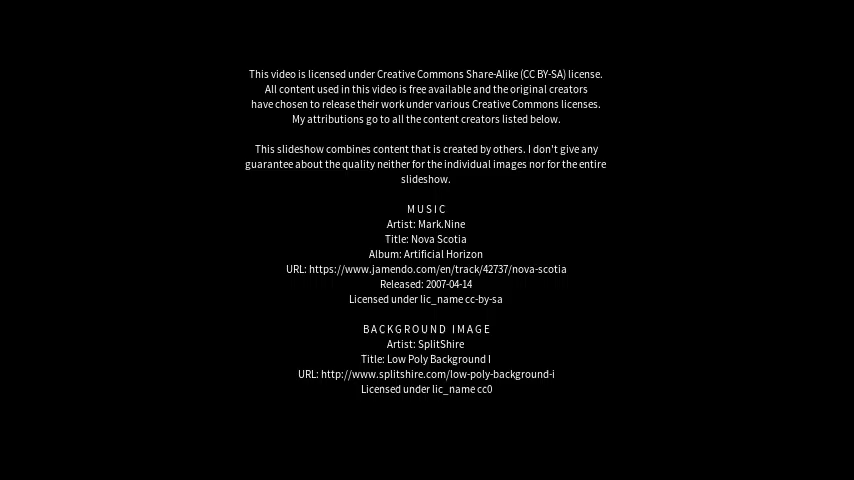 This video is licensed under Creative Commons Share-Alike (CC BY-SA) license.
All content used in this video is free available and the original creators
have chosen to release their work under various Creative Commons licenses.
My attributions go to all the content creators listed below.
This slideshow combines content that is created by others. I don't give any
guarantee about the quality neither for the individual images nor for the entire
slideshow.
MUSIC
Artist: Mark.Nine
Title: Nova Scotia
Album: Artificial Horizon
URL: https://www.jamendo.com/en/track/42737/nova-scotia
Released: 2007-04-14
Licensed under lic_name cc-by-sa
BACKGROUND IMAGE
Artist: SplitShire
Title: Low Poly Background I
URL: http://www.splitshire.com/low-poly-background-i
Licensed under lic_name cc0